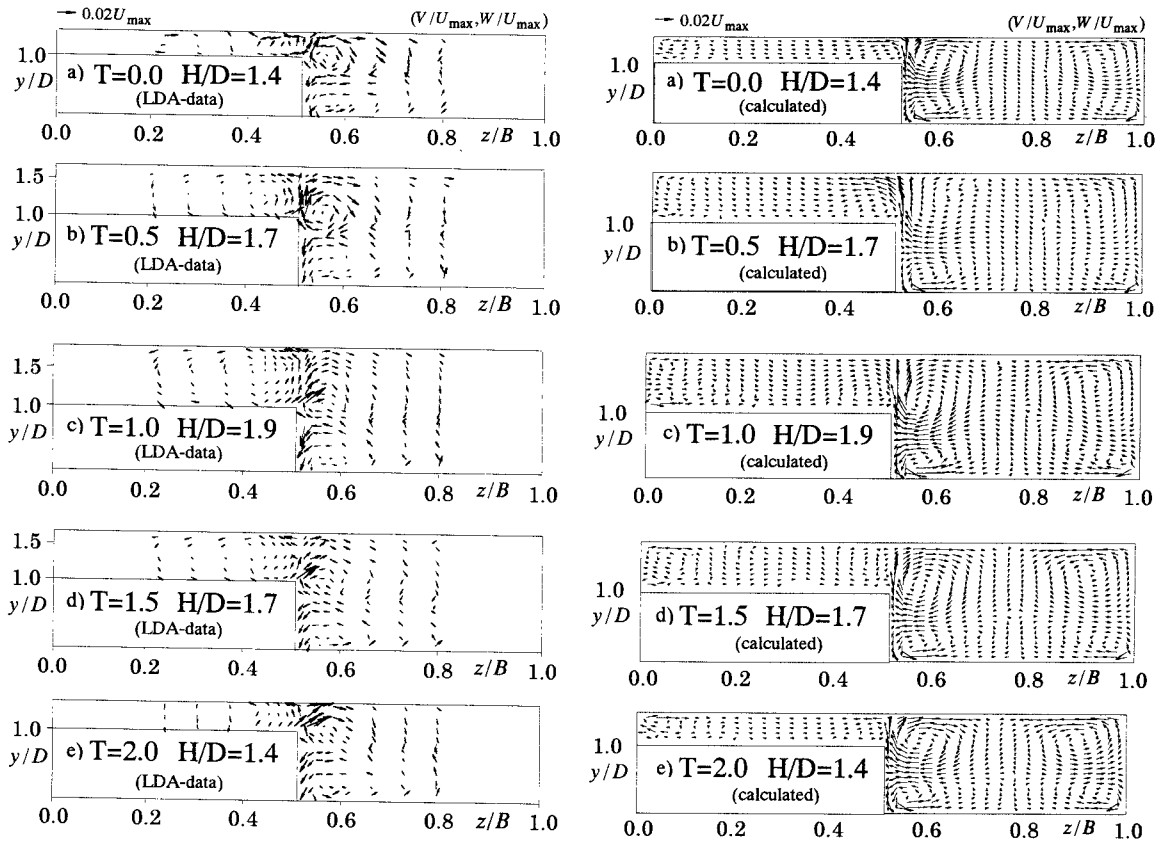 0.02Umax (V/Umax,W/Umax)
1.0
y/D
a) T=0.0 H/D=1.4
(LDA-data)
0.0 0.2 0.4 0.6 0.8 z/B 1.0
1.5
1.0
y/D
b) T=0.5 H/D=1.7
(LDA-data)
0.0 0.2 0.4 0.6 0.8 z/B 1.0
1.5
1.0
y/D
c) T=1.0 H/D=1.9
(LDA-data)
0.0 0.2 0.4 0.6 0.8 z/B 1.0
1.5
1.0
y/D
d) T=1.5 H/D=1.7
(LDA-data)
0.0 0.2 0.4 0.6 0.8 z/B 1.0
1.0
y/D
e) T=2.0 H/D=1.4
(LDA-data)
0.0 0.2 0.4 0.6 0.8 z/B 1.0
0.02Umax (V/Umax,W/Umax)
1.0
y/D
a) T=0.0 H/D=1.4
(calculated)
0.0 0.2 0.4 0.6 0.8 z/B 1.0
1.0
y/D
b) T=0.5 H/D=1.7
(calculated)
0.0 0.2 0.4 0.6 0.8 z/B 1.0
1.0
y/D
c) T=1.0 H/D=1.9
(calculated)
0.0 0.2 0.4 0.6 0.8 z/B 1.0
1.0
y/D
d) T=1.5 H/D=1.7
(calculated)
0.0 0.2 0.4 0.6 0.8 z/B 1.0
1.0
y/D
e) T=2.0 H/D=1.4
(calculated)
0.0 0.2 0.4 0.6 0.8 z/B 1.0